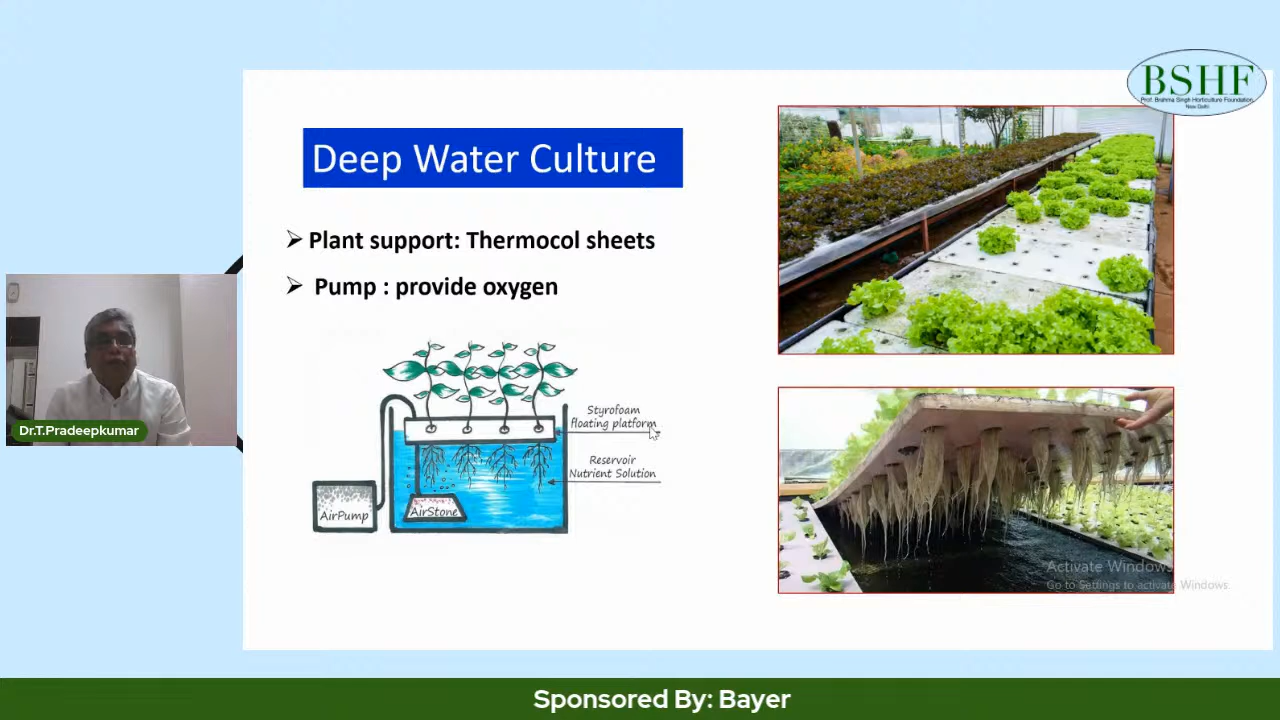 BSHF
Prof. Brahma Singh Horticulture Foundation
New Delhi
Deep Water Culture
➢ Plant support: Thermocol sheets
➢ Pump : provide oxygen
Styrofoam
floating platform
Reservoir
Nutrient Solution
AirPump
AirStone
Dr.T.Pradeepkumar
Activate Windows
Go to Settings to activate Windows.
Sponsored By: Bayer